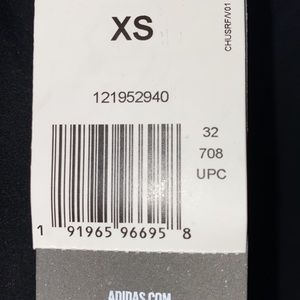 XS
CHUSRF/V01
121952940
32
708
UPC
1 91965 96695 8
ADIDAS.COM